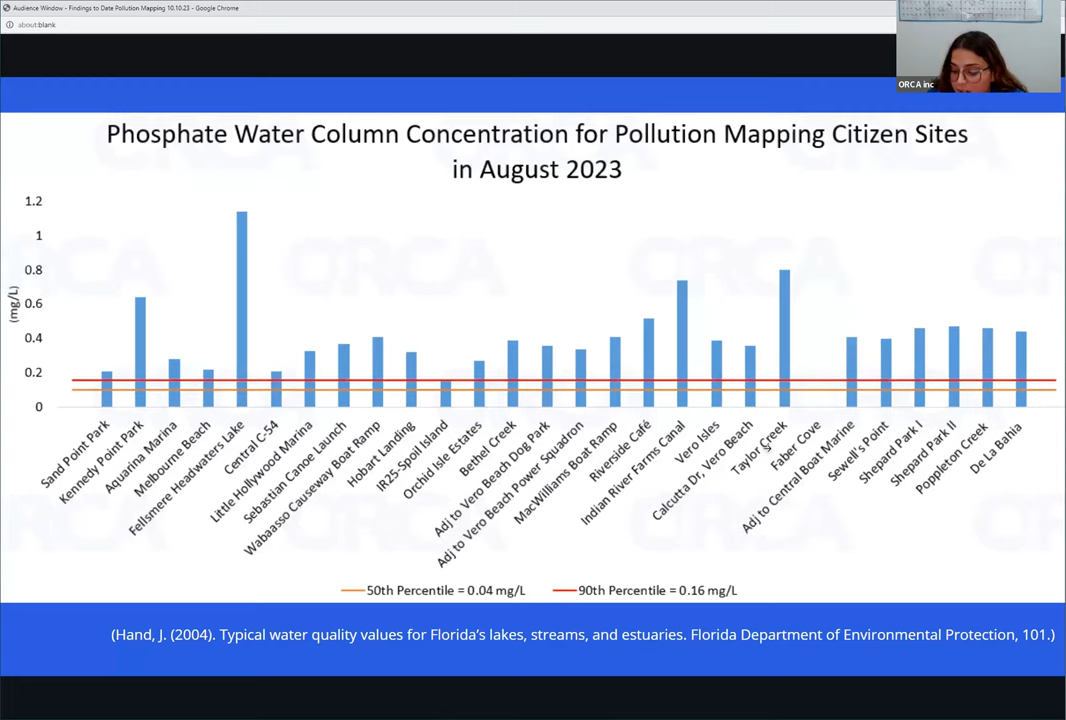 Audience Window - Findings to Date Pollution Mapping 10.10.23 - Google Chrome
about:blank
ORCA inc
Phosphate Water Column Concentration for Pollution Mapping Citizen Sites
in August 2023
(mg/L)
1.2
1
0.8
0.6
0.4
0.2
0
Sand Point Park
Kennedy Point Park
Aquarina Marina
Melbourne Beach
Fellsmere Headwaters Lake
Central C-54
Little Hollywood Marina
Sebastian Canoe Launch
Wabaasso Causeway Boat Ramp
Hobart Landing
IR25-Spoil Island
Orchid Isle Estates
Bethel Creek
Adj to Vero Beach Dog Park
Adj to Vero Beach Power Squadron
MacWilliams Boat Ramp
Riverside Café
Indian River Farms Canal
Vero Isles
Calcutta Dr, Vero Beach
Taylor Creek
Faber Cove
Adj to Central Boat Marine
Sewell's Point
Shepard Park I
Shepard Park II
Poppleton Creek
De La Bahia
50th Percentile = 0.04 mg/L
90th Percentile = 0.16 mg/L
(Hand, J. (2004). Typical water quality values for Florida's lakes, streams, and estuaries. Florida Department of Environmental Protection, 101.)